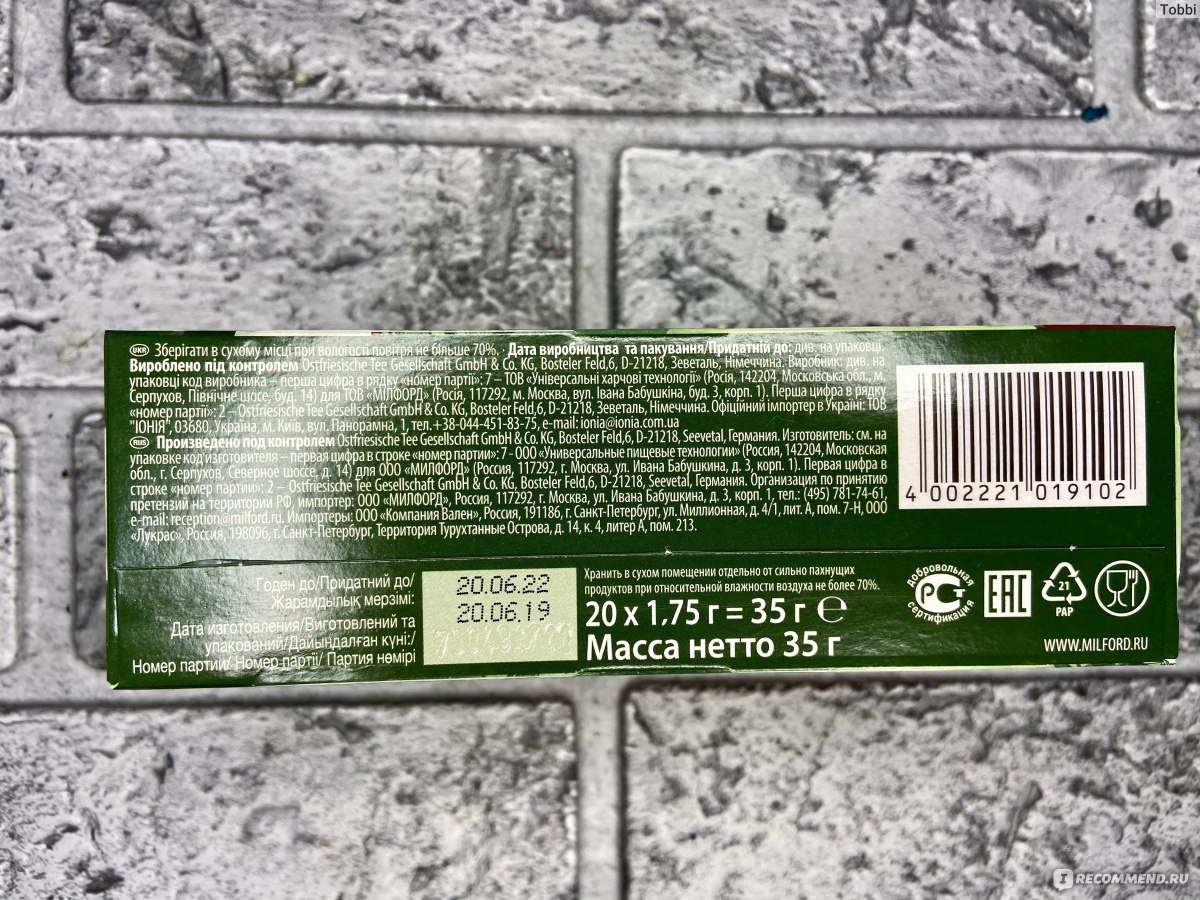 Tobbi
UKR Зберігати в сухому місці при вологості повітря не більше 70%. · Дата виробництва та пакування/Придатній до: див. на упаковці.
Вироблено під контролем Ostfriesische Tee Gesellschaft GmbH & Co. KG, Bosteler Feld,6, D-21218, Зеветаль, Німеччина. Виробник: див. на
упаковці код виробника – перша цифра в рядку «номер партії»: 7 – ТОВ «Універсальні харчові технології» (Росія, 142204, Московська обл., м.
Серпухов, Північне шосе, буд. 14) для ТОВ «МІЛФОРД» (Росія, 117292, м. Москва, вул. Івана Бабушкіна, буд. 3, корп. 1). Перша цифра в рядку
«номер партії»: 2 – Ostfriesische Tee Gesellschaft GmbH & Co. KG, Bosteler Feld,6, D-21218, Зеветаль, Німеччина. Офіційний імпортер в Україні: ТОВ
"ІОНІЯ", 03680, Україна, м. Київ, вул. Панорамна, 1, тел.+38-044-451-83-75, e-mail: ionia@ionia.com.ua
RUS Произведено под контролем Ostfriesische Tee Gesellschaft GmbH & Co. KG, Bosteler Feld,6, D-21218, Seevetal, Германия. Изготовитель: см. на
упаковке код изготовителя – первая цифра в строке «номер партии»: 7 - ООО «Универсальные пищевые технологии» (Россия, 142204, Московская
обл., г. Серпухов, Северное шоссе, д. 14) для ООО «МИЛФОРД» (Россия, 117292, г. Москва, ул. Ивана Бабушкина, д. 3, корп. 1). Первая цифра в
строке «номер партии»: 2 – Ostfriesische Tee Gesellschaft GmbH & Co. KG, Bosteler Feld,6, D-21218, Seevetal, Германия. Организация по принятию
претензий на территории РФ, импортер: ООО «МИЛФОРД», Россия, 117292, г. Москва, ул. Ивана Бабушкина, д. 3, корп. 1, тел.: (495) 781-74-61,
e-mail: reception@milford.ru. Импортеры: ООО «Компания Вален», Россия, 191186, г. Санкт-Петербург, ул. Миллионная, д. 4/1, лит. А, пом. 7-Н, ООО
«Лукрас», Россия, 198096, г. Санкт-Петербург, Территория Турухтанные Острова, д. 14, к. 4, литер А, пом. 213.
4 002221 019102
Годен до/Придатний до/
Жарамдылық мерзімі:
20.06.22
20.06.19
Дата изготовления/Виготовлений та
упакований/Дайындалған күні:/
Номер партии/ Номер партії/ Партия нөмірі
Хранить в сухом помещении отдельно от сильно пахнущих
продуктов при относительной влажности воздуха не более 70%.
20 x 1,75 г = 35 г ℮
Масса нетто 35 г
Добровольная
сертификация
РСТ
EAC
21
PAP
WWW.MILFORD.RU
IRECOMMEND.RU